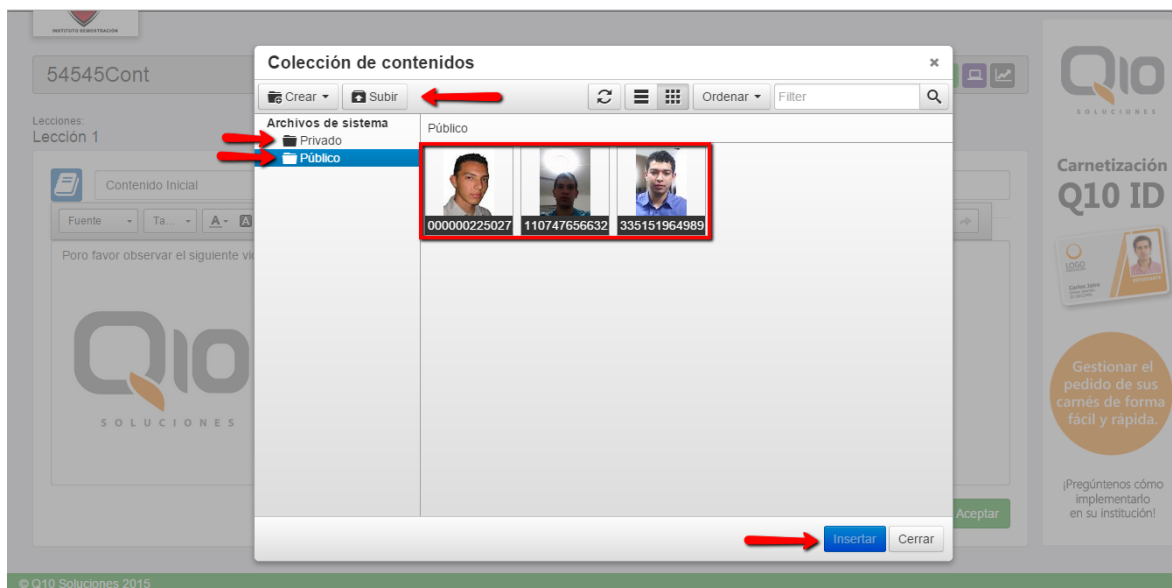 INSTITUTO DEMOSTRACIÓN
54545Cont
Lecciones:
Lección 1
Contenido Inicial
Fuente
Ta...
A
A
Poro favor observar el siguiente vi
Q10
SOLUCIONES
Colección de contenidos
×
Crear
Subir
Ordenar
Filter
Archivos de sistema
Privado
Público
Público
000000225027
110747656632
335151964989
Insertar
Cerrar
Aceptar
Q10
SOLUCIONES
Carnetización
Q10 ID
LOGO
Gestionar el
pedido de sus
carnés de forma
fácil y rápida.
¡Pregúntenos cómo
implementarlo
en su institución!
© Q10 Soluciones 2015